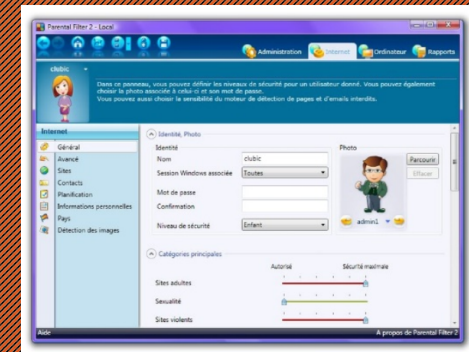 Parental Filter 2 - Local
Administration
Internet
Ordinateur
Rapports
clubic
Dans ce panneau, vous pouvez définir les niveaux de sécurité pour un utilisateur donné. Vous pouvez également
choisir la photo associée à celui-ci et son mot
de passe.
Vous pouvez aussi choisir la sensibilité du moteur de détection de pages et d'emails interdits.
Internet
Général
Avancé
Sites
Contacts
Planification
Informations personnelles
Pays
Détection des images
Identité, Photo
Identité
Nom
clubic
Session Windows associée
Toutes
Mot de passe
Confirmation
Niveau de sécurité
Enfant
Photo
Parcourir
Effacer
admin1
Catégories principales
Autorisé
Sécurité maximale
Sites adultes
Sexualité
Sites violents
Aide
A propos de Parental Filter 2